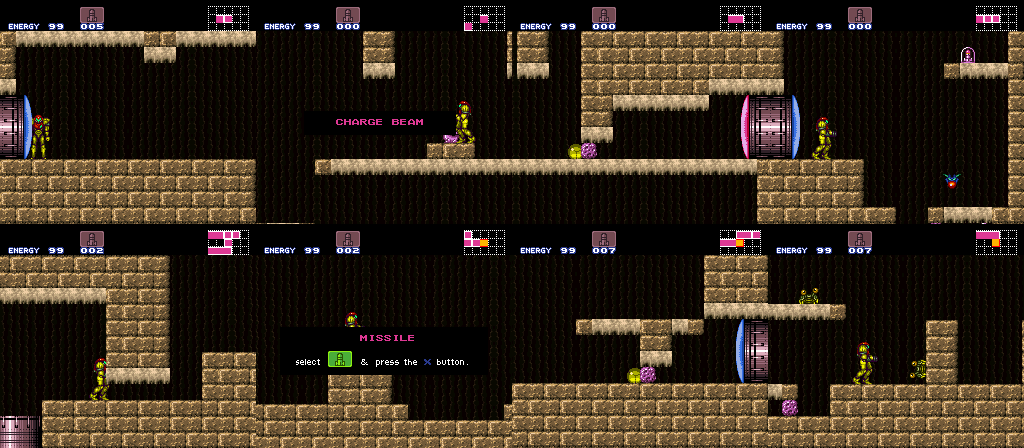 ENERGY 99 005
ENERGY 99 000
ENERGY 99 000
ENERGY 99 000
CHARGE BEAM
ENERGY 99 002
ENERGY 99 002
ENERGY 99 007
ENERGY 99 007
MISSILE
select & press the X button.